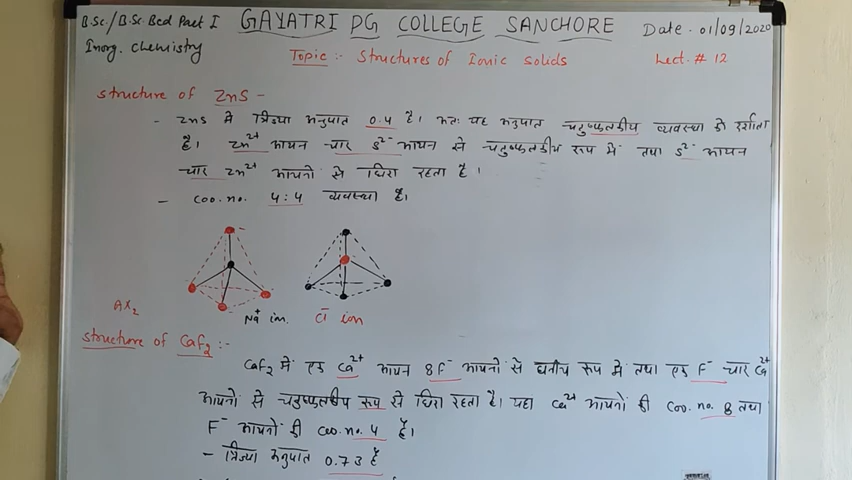 B.Sc./B.Sc. Bed Part I GAYATRI PG COLLEGE SANCHORE Date. 01/09/2020
Inorg. Chemistry Topic:- Structures of Ionic solids Lect. # 12
structure of ZnS -
- ZnS में त्रिज्या अनुपात 0.4 है। अतः यह अनुपात चतुष्फलकीय व्यवस्था को दर्शाता
है। Zn²⁺ आयन चार S²⁻ आयन से चतुष्फलकीय रूप में तथा S²⁻ आयन
चार Zn²⁺ आयनों से घिरा रहता है।
- coo. no. 4:4 व्यवस्था है।
AX₂
Na⁺ ion. Cl⁻ ion
structure of CaF₂:-
CaF₂ में एक Ca²⁺ आयन 8F⁻ आयनों से घनीय रूप में तथा एक F⁻ चार Ca²⁺
आयनों से चतुष्फलकीय रूप से घिरा रहता है। यहा Ca²⁺ आयनों की coo. no. 8 तथा
F⁻ आयनों की coo. no. 4 है।
- त्रिज्या अनुपात 0.73 है